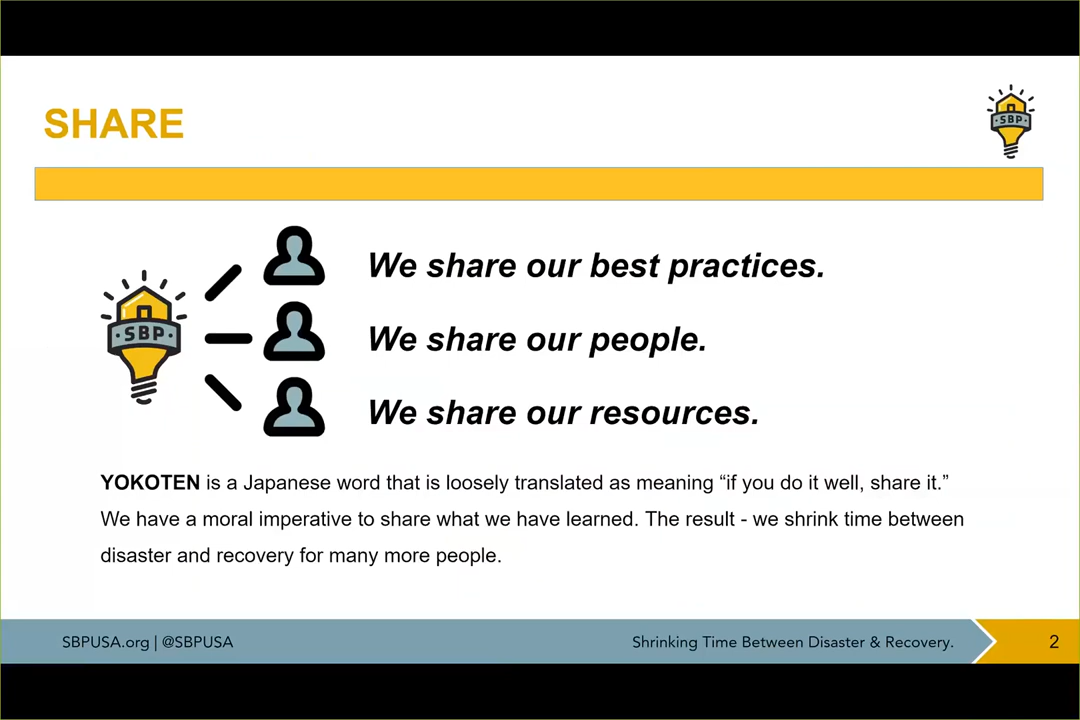 SHARE
·SBP·
We share our best practices.
·SBP·
We share our people.
We share our resources.
YOKOTEN is a Japanese word that is loosely translated as meaning “if you do it well, share it.”
We have a moral imperative to share what we have learned. The result - we shrink time between
disaster and recovery for many more people.
SBPUSA.org | @SBPUSA
Shrinking Time Between Disaster & Recovery.
2